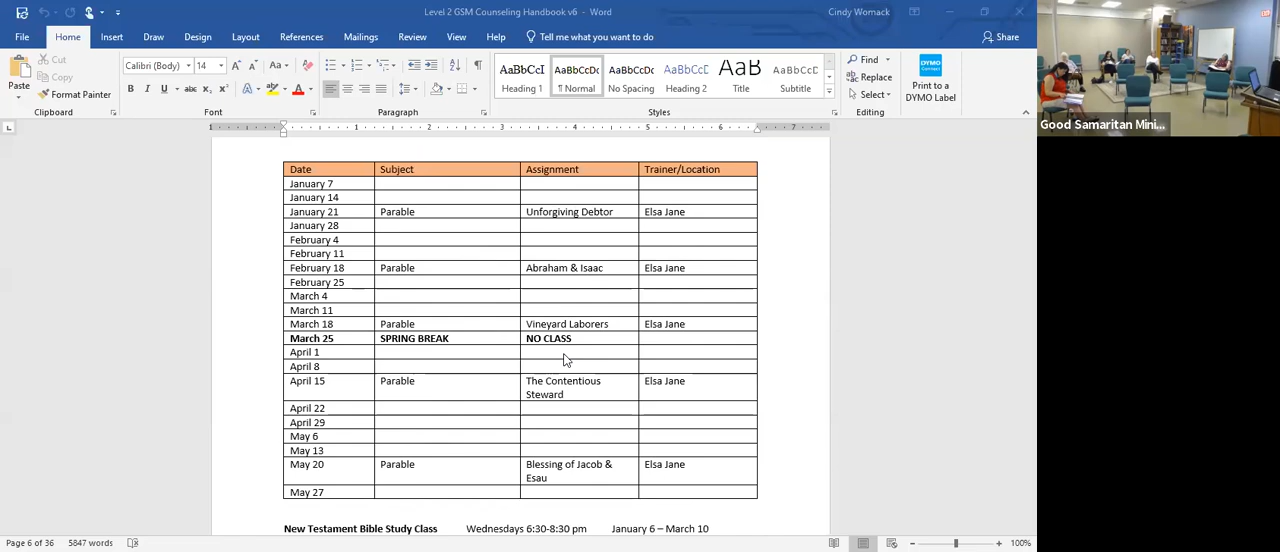 Level 2 GSM Counseling Handbook v6 - Word
Cindy Womack
File Home Insert Draw Design Layout References Mailings Review View Help Tell me what you want to do Share
Paste
Cut
Copy
Format Painter
Clipboard
Calibri (Body) 14
Font
Paragraph
AaBbCcI AaBbCcDc AaBbCcDc AaBbCcD AaB AaBbCcD
Heading 1 ¶ Normal No Spacing Heading 2 Title Subtitle
Styles
Find
Replace
Select
Editing
DYMO
Print to a
DYMO Label
Good Samaritan Mini...
Date Subject Assignment Trainer/Location
January 7
January 14
January 21 Parable Unforgiving Debtor Elsa Jane
January 28
February 4
February 11
February 18 Parable Abraham & Isaac Elsa Jane
February 25
March 4
March 11
March 18 Parable Vineyard Laborers Elsa Jane
March 25 SPRING BREAK NO CLASS
April 1
April 8
April 15 Parable The Contentious
Steward Elsa Jane
April 22
April 29
May 6
May 13
May 20 Parable Blessing of Jacob &
Esau Elsa Jane
May 27
New Testament Bible Study Class Wednesdays 6:30-8:30 pm January 6 – March 10
Page 6 of 36 5847 words 100%